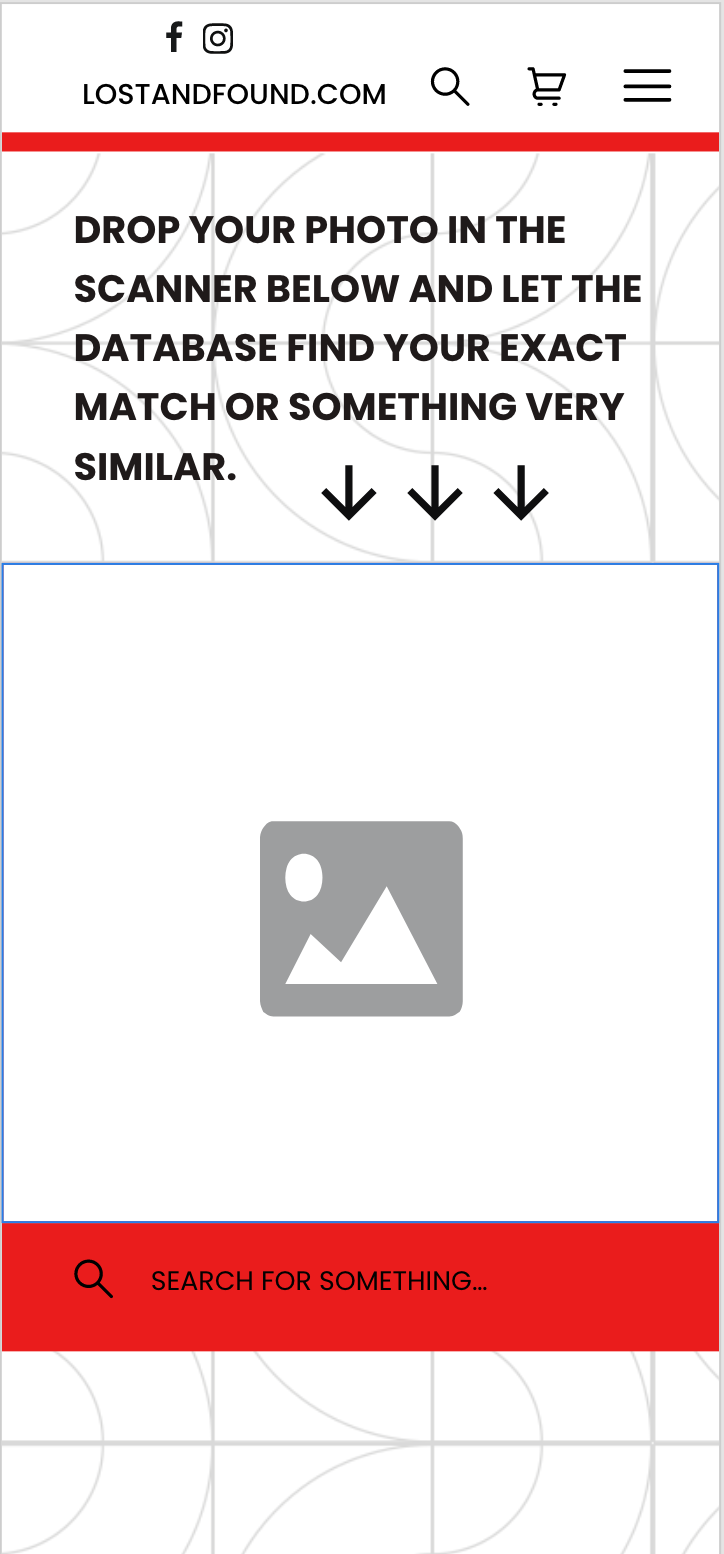 LOSTANDFOUND.COM
DROP YOUR PHOTO IN THE
SCANNER BELOW AND LET THE
DATABASE FIND YOUR EXACT
MATCH OR SOMETHING VERY
SIMILAR.
SEARCH FOR SOMETHING...